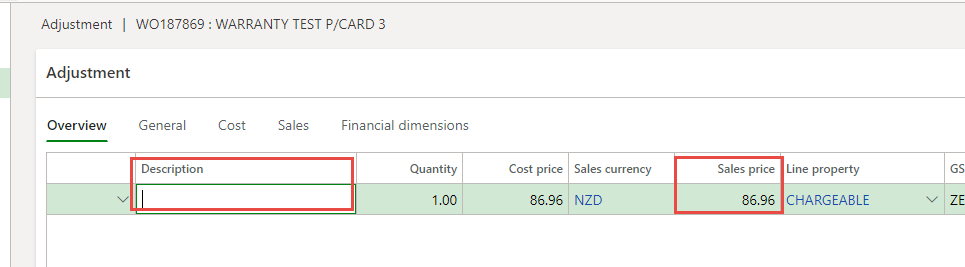 Adjustment | WO187869 : WARRANTY TEST P/CARD 3
Adjustment
Overview General Cost Sales Financial dimensions
Description Quantity Cost price Sales currency Sales price Line property GS
1.00 86.96 NZD 86.96 CHARGEABLE ZE